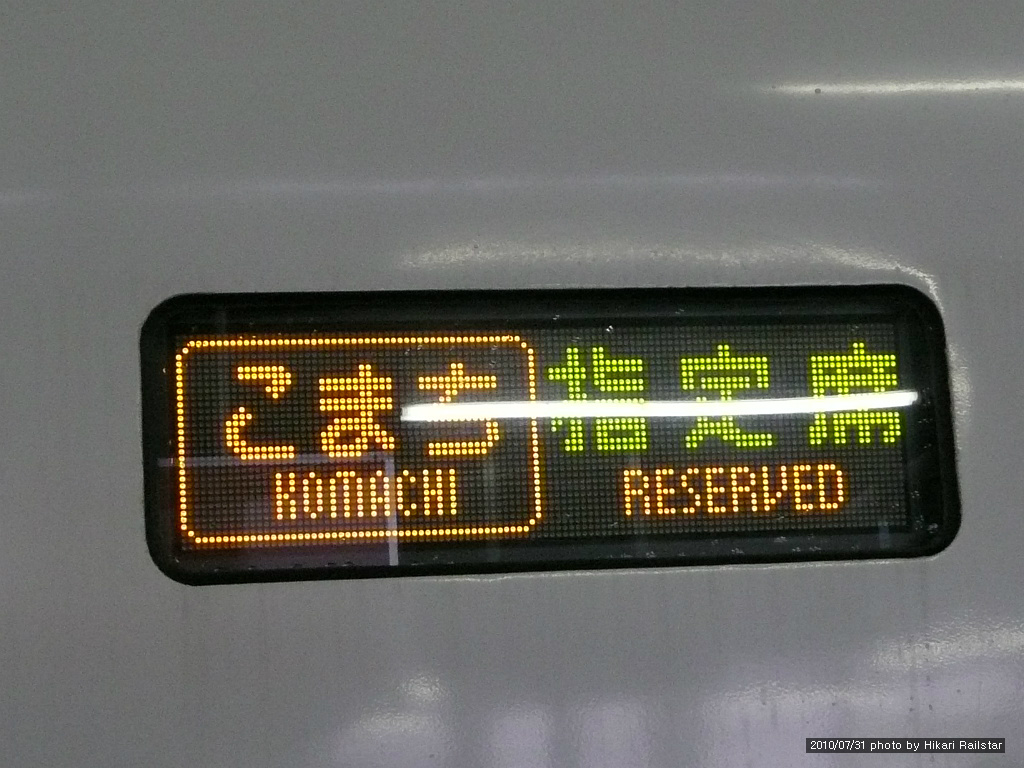 こまち 指定席
KOMACHI RESERVED
2010/07/31 photo by Hikari Railstar